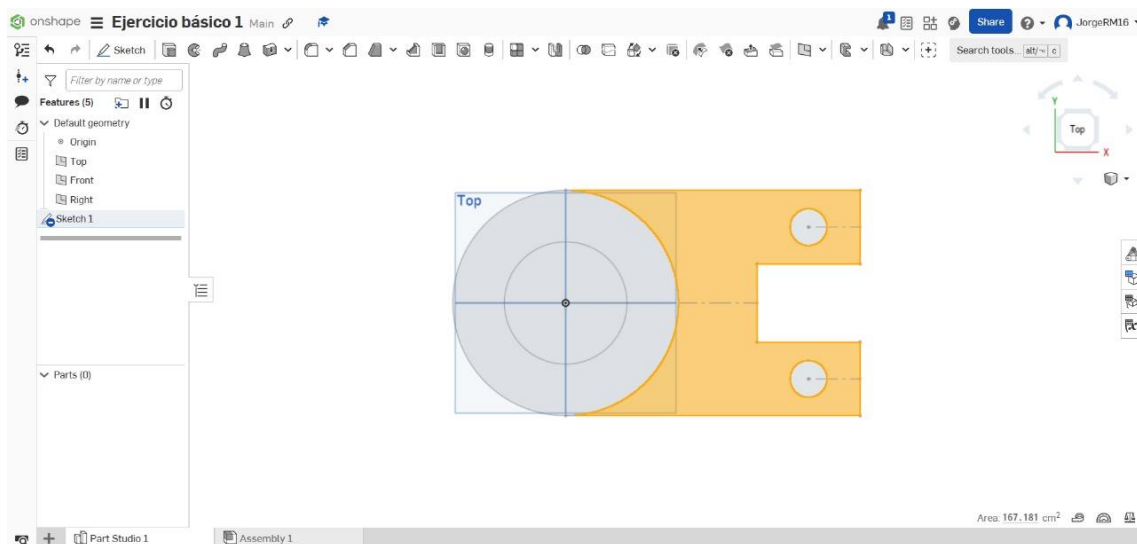 onshape Ejercicio básico 1 Main 1 Share JorgeRM16
Sketch Search tools... alt/⌥ c
Filter by name or type
Features (5)
Default geometry
Origin
Top
Front
Right
Sketch 1
Parts (0)
Top
Y
Top
X
Area: 167.181 cm²
Part Studio 1 Assembly 1